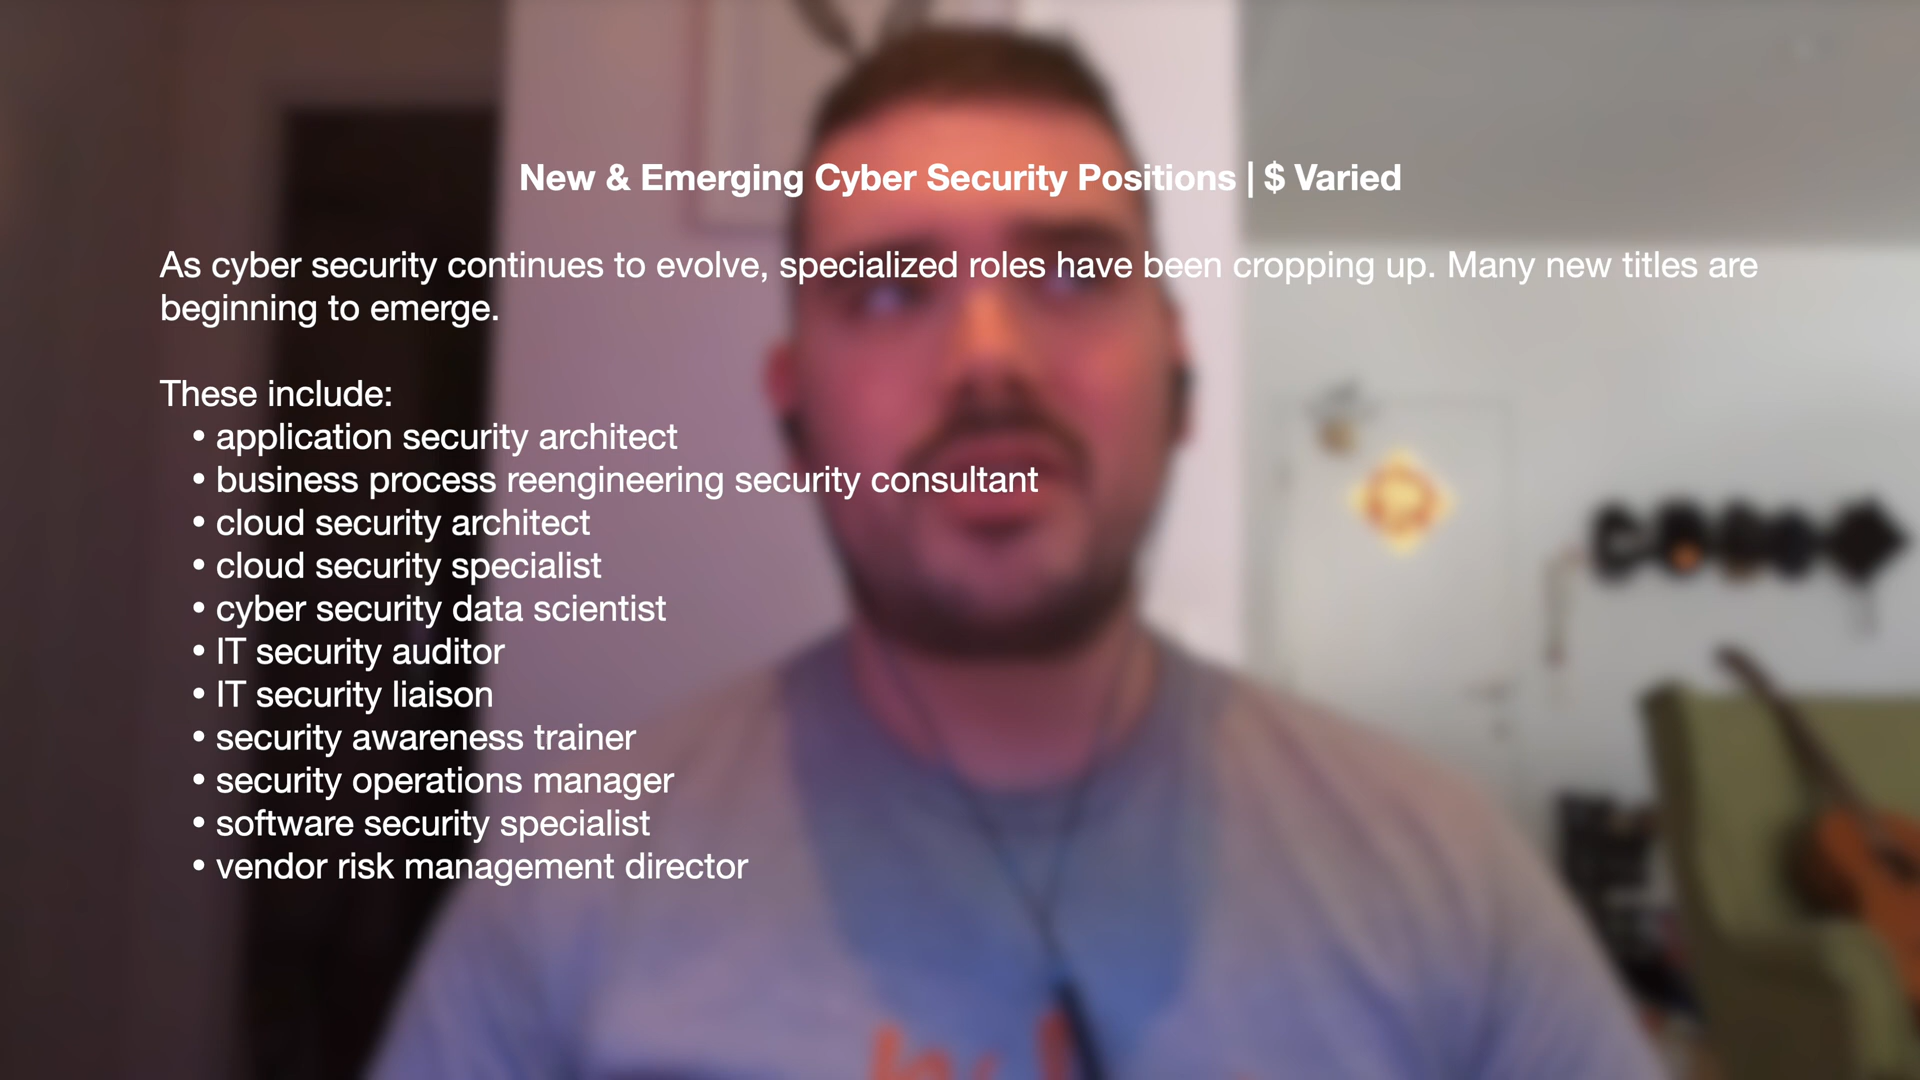 New & Emerging Cyber Security Positions | $ Varied
As cyber security continues to evolve, specialized roles have been cropping up. Many new titles are
beginning to emerge.
These include:
• application security architect
• business process reengineering security consultant
• cloud security architect
• cloud security specialist
• cyber security data scientist
• IT security auditor
• IT security liaison
• security awareness trainer
• security operations manager
• software security specialist
• vendor risk management director